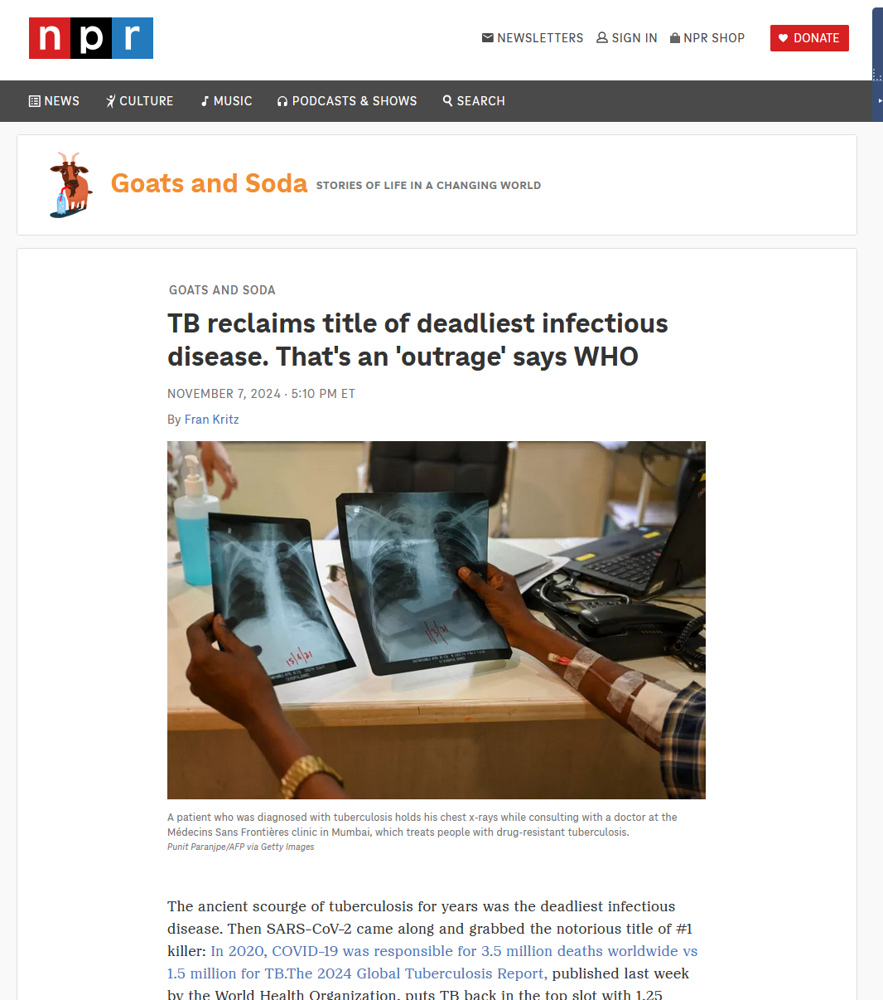 npr
NEWSLETTERS SIGN IN NPR SHOP DONATE
NEWS CULTURE MUSIC PODCASTS & SHOWS SEARCH
Goats and Soda STORIES OF LIFE IN A CHANGING WORLD
GOATS AND SODA
TB reclaims title of deadliest infectious
disease. That's an 'outrage' says WHO
NOVEMBER 7, 2024 · 5:10 PM ET
By Fran Kritz
R
15/6/21
1/3/21
A patient who was diagnosed with tuberculosis holds his chest x-rays while consulting with a doctor at the
Médecins Sans Frontières clinic in Mumbai, which treats people with drug-resistant tuberculosis.
Punit Paranjpe/AFP via Getty Images
The ancient scourge of tuberculosis for years was the deadliest infectious
disease. Then SARS-CoV-2 came along and grabbed the notorious title of #1
killer: In 2020, COVID-19 was responsible for 3.5 million deaths worldwide vs
1.5 million for TB.The 2024 Global Tuberculosis Report, published last week
by the World Health Organization, puts TB back in the top slot with 1.25